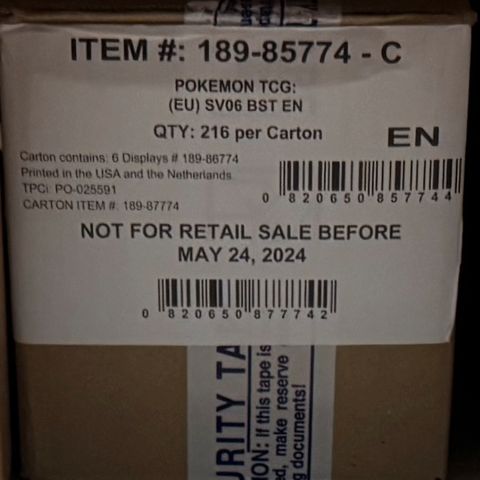 ITEM #: 189-85774 - C
POKEMON TCG:
(EU) SV06 BST EN
QTY: 216 per Carton
EN
Carton contains: 6 Displays # 189-86774
Printed in the USA and the Netherlands
TPCi: PO-025591
CARTON ITEM #: 189-87774
0 820650 857744
NOT FOR RETAIL SALE BEFORE
MAY 24, 2024
0 820650 877742
URITY TA
ION: If this tape is
ed, make reserve
g documents!